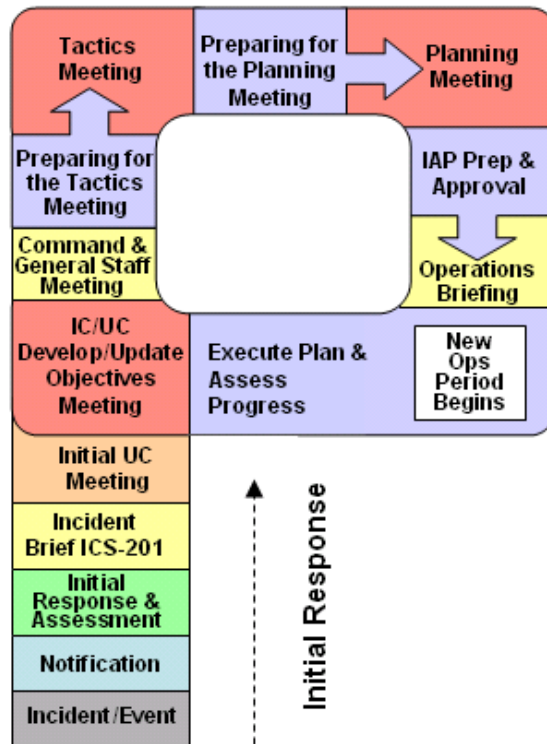 Tactics
Meeting
Preparing for
the Planning
Meeting
Planning
Meeting
Preparing for
the Tactics
Meeting
IAP Prep &
Approval
Command &
General Staff
Meeting
Operations
Briefing
IC/UC
Develop/Update
Objectives
Meeting
Execute Plan &
Assess
Progress
New
Ops
Period
Begins
Initial UC
Meeting
Incident
Brief ICS-201
Initial
Response &
Assessment
Notification
Incident/Event
Initial Response